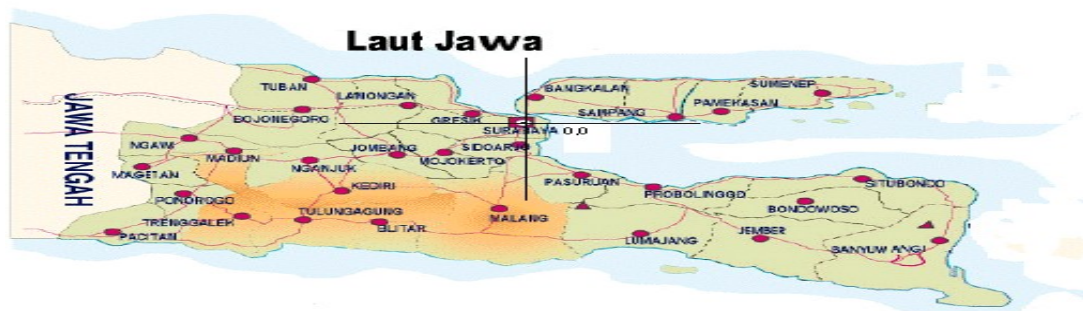 Laut Jawa
JAWA TENGAH
TUBAN
LANONGAN
BANGKALAN
SUMENEP
BOJONEGORO
GRESIK
SAMPANG
PAMEKASAN
SURABAYA 0,0
NGAWI
MADIUN
JOMBANG
SIDOARJO
MOJOKERTO
MAGETAN
NGANJUK
PASURUAN
PROBOLINGGO
SITUBONDO
KEDIRI
PONOROGO
TULUNGAGUNG
MALANG
BONDOWOSO
TRENGGALEK
BLITAR
PACITAN
LUMAJANG
JEMBER
BANYUWANGI